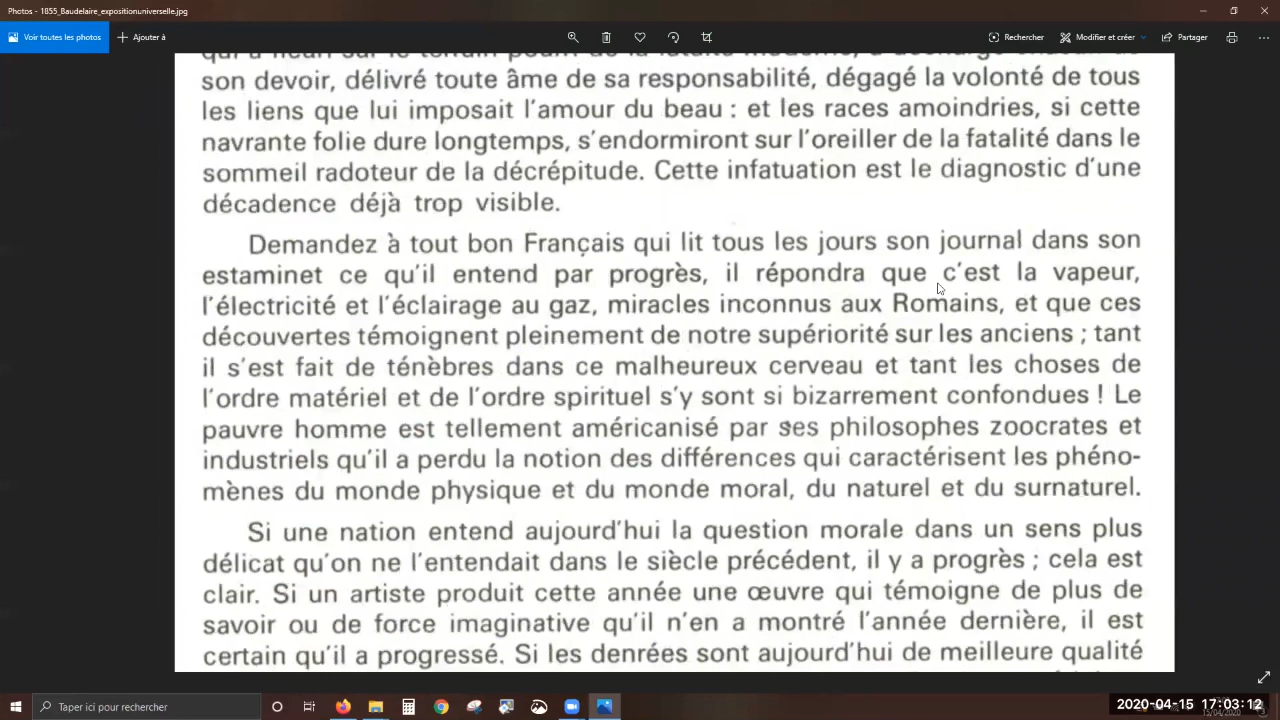 Photos - 1855_Baudelaire_expositionuniverselle.jpg
Voir toutes les photos
Ajouter à
Rechercher
Modifier et créer
Partager
son devoir, délivré toute âme de sa responsabilité, dégagé la volonté de tous
les liens que lui imposait l'amour du beau : et les races amoindries, si cette
navrante folie dure longtemps, s'endormiront sur l'oreiller de la fatalité dans le
sommeil radoteur de la décrépitude. Cette infatuation est le diagnostic d'une
décadence déjà trop visible.
Demandez à tout bon Français qui lit tous les jours son journal dans son
estaminet ce qu'il entend par progrès, il répondra que c'est la vapeur,
l'électricité et l'éclairage au gaz, miracles inconnus aux Romains, et que ces
découvertes témoignent pleinement de notre supériorité sur les anciens ; tant
il s'est fait de ténèbres dans ce malheureux cerveau et tant les choses de
l'ordre matériel et de l'ordre spirituel s'y sont si bizarrement confondues ! Le
pauvre homme est tellement américanisé par ses philosophes zoocrates et
industriels qu'il a perdu la notion des différences qui caractérisent les phéno-
mènes du monde physique et du monde moral, du naturel et du surnaturel.
Si une nation entend aujourd'hui la question morale dans un sens plus
délicat qu'on ne l'entendait dans le siècle précédent, il y a progrès ; cela est
clair. Si un artiste produit cette année une œuvre qui témoigne de plus de
savoir ou de force imaginative qu'il n'en a montré l'année dernière, il est
certain qu'il a progressé. Si les denrées sont aujourd'hui de meilleure qualité
Taper ici pour rechercher
2020-04-15 17:03:12